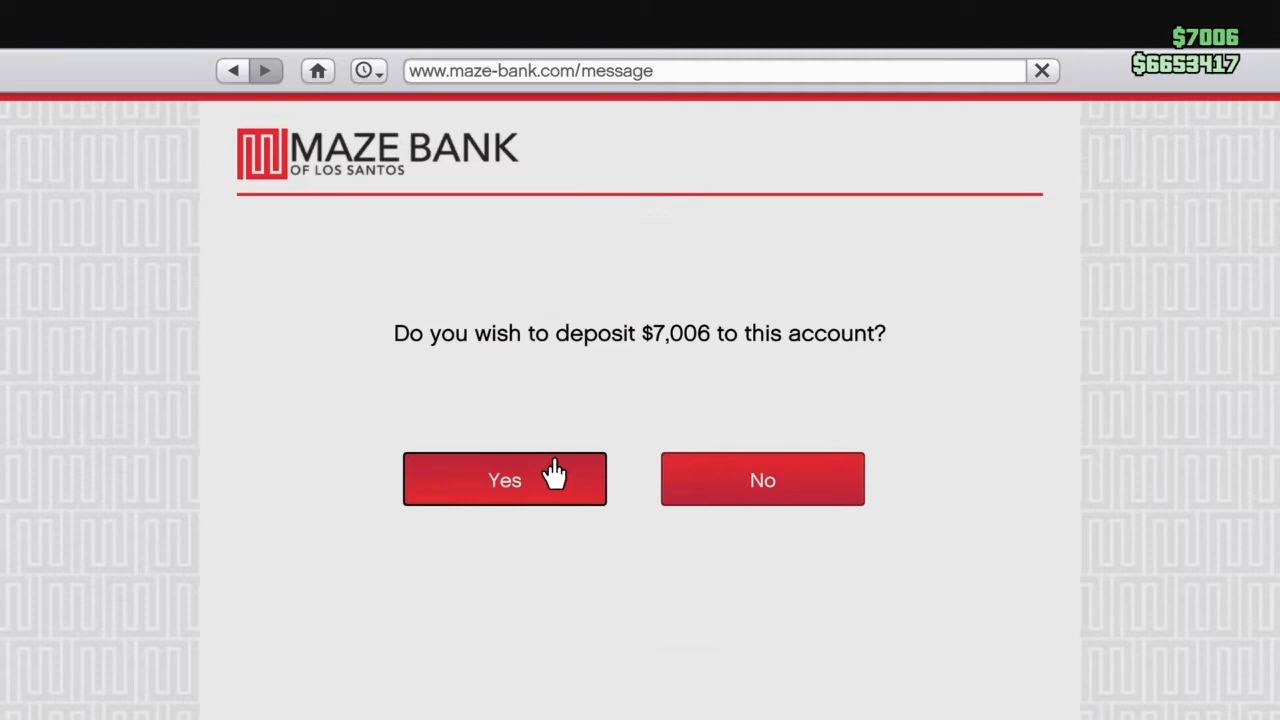 $7006
$6653417
www.maze-bank.com/message
MAZE BANK
OF LOS SANTOS
Do you wish to deposit $7,006 to this account?
Yes
No